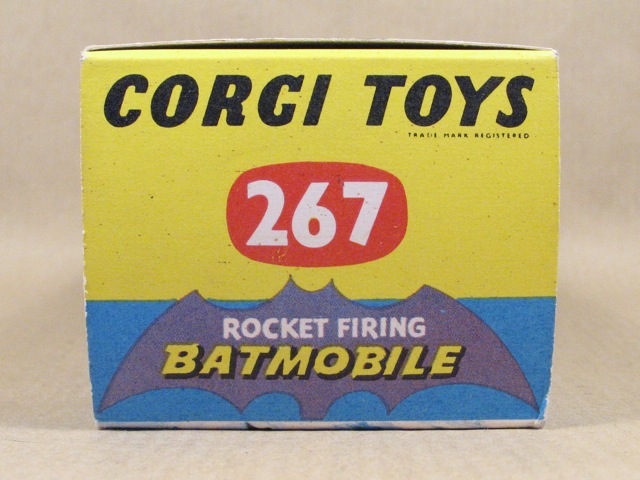 CORGI TOYS
TRADE MARK REGISTERED
267
ROCKET FIRING
BATMOBILE